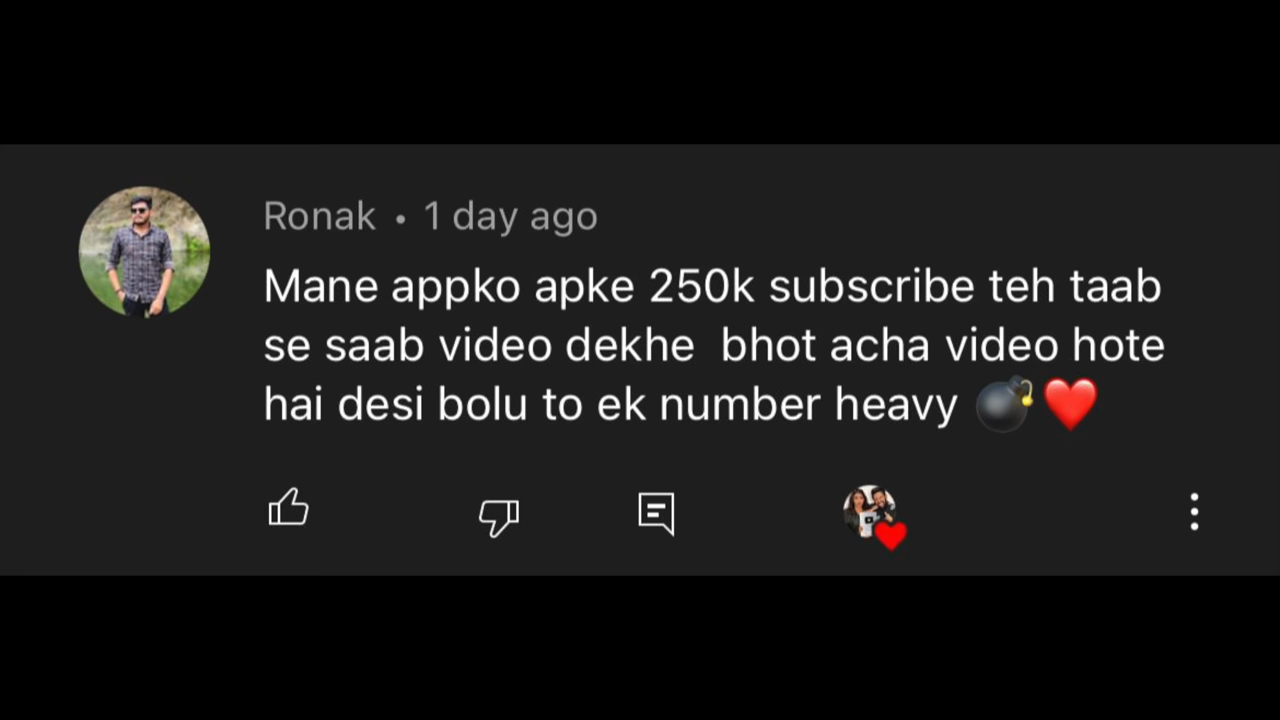 Ronak • 1 day ago
Mane appko apke 250k subscribe teh taab
se saab video dekhe  bhot acha video hote
hai desi bolu to ek number heavy 💣❤️